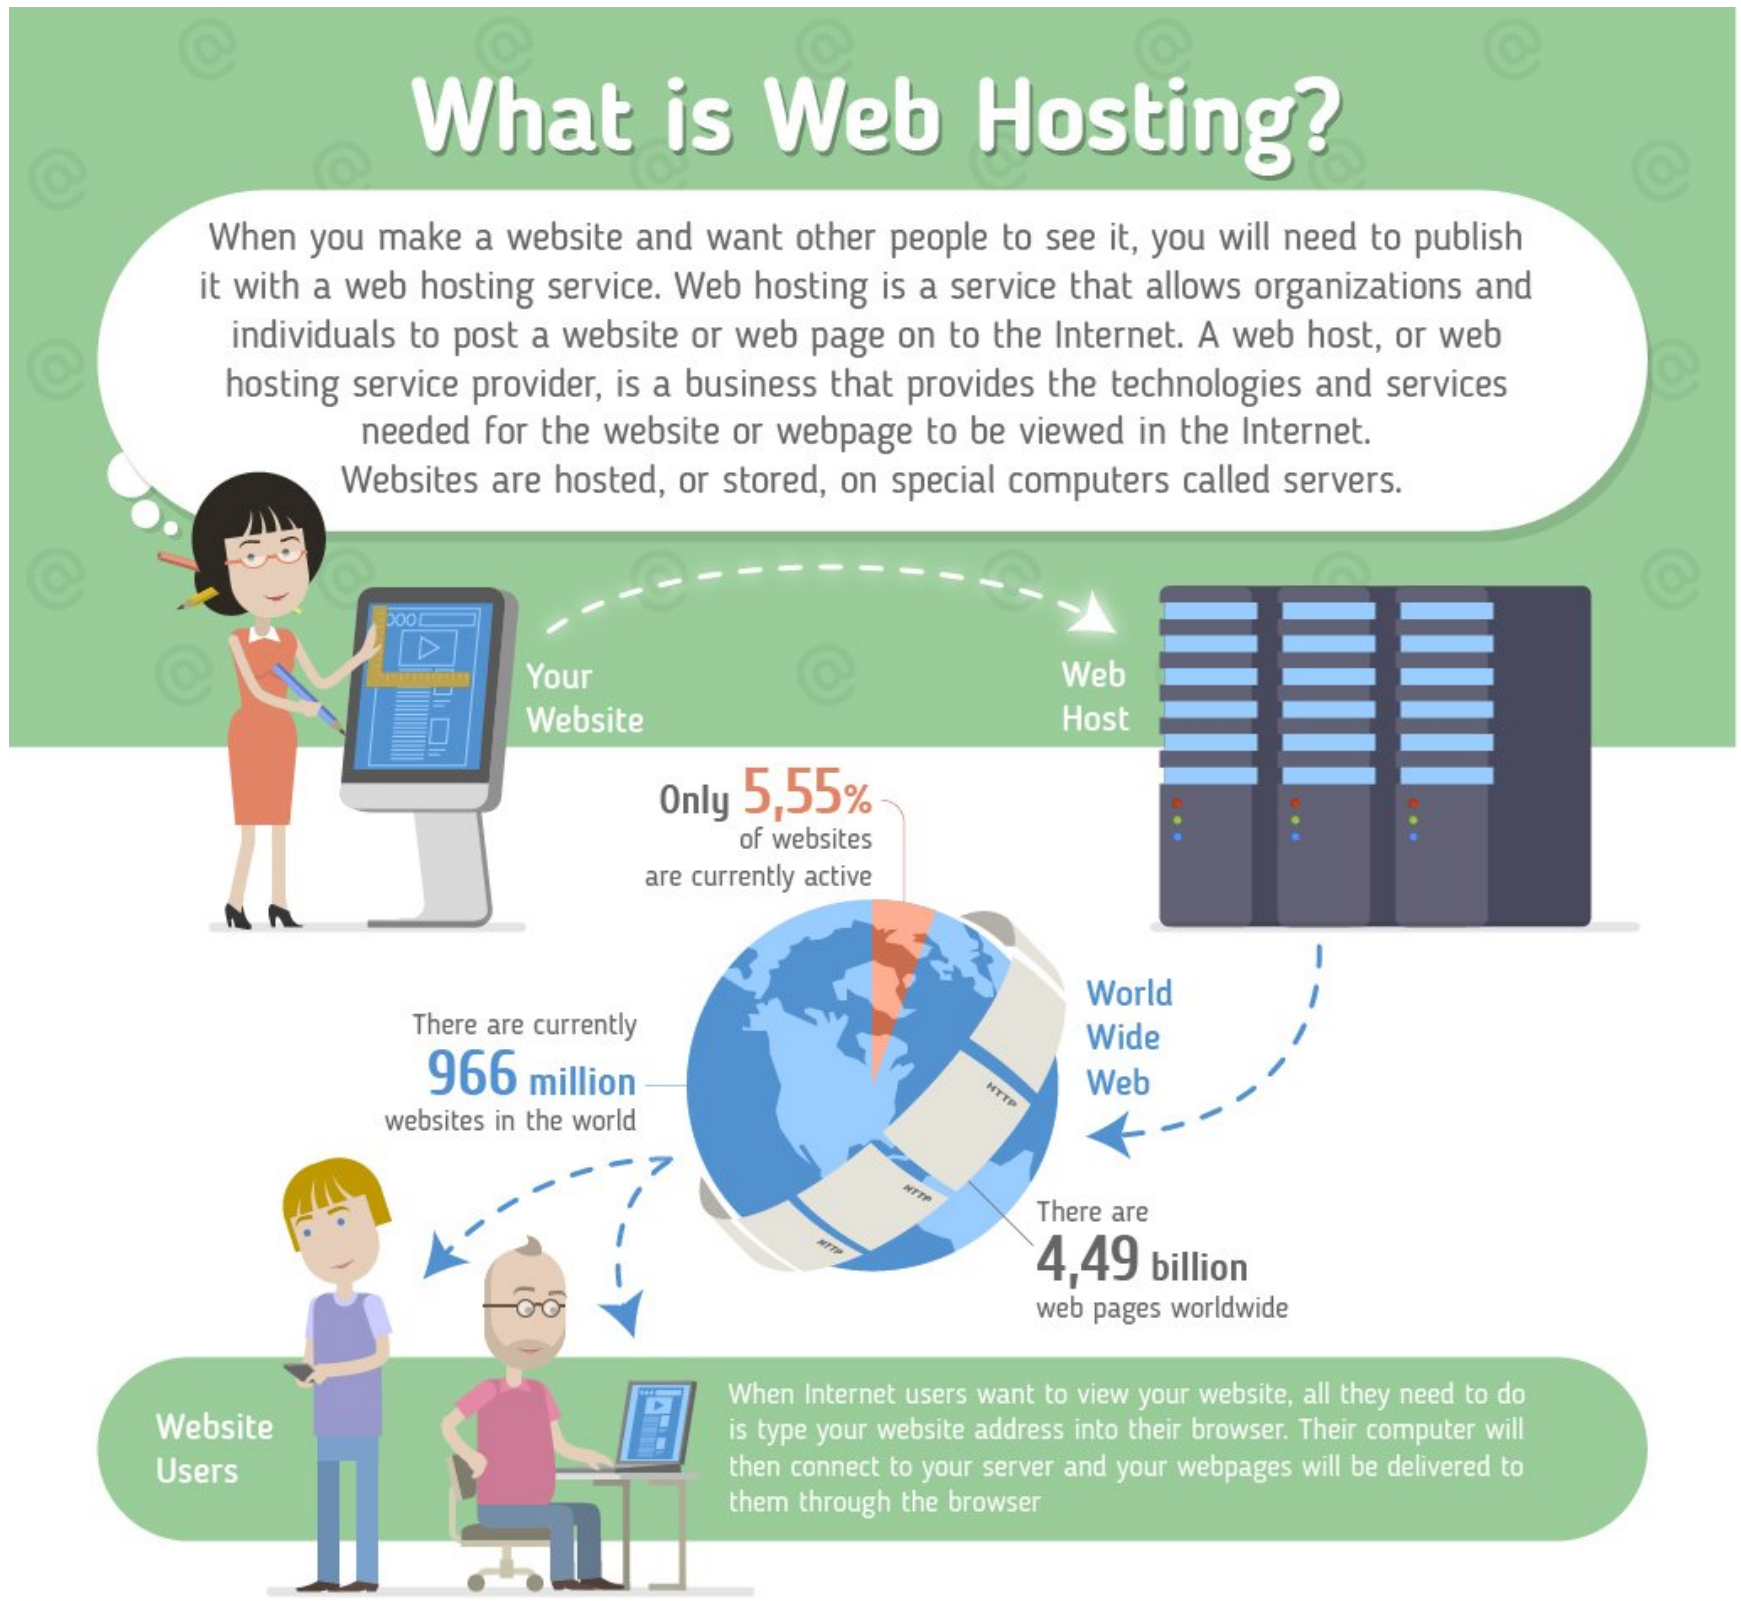 What is Web Hosting?
When you make a website and want other people to see it, you will need to publish
it with a web hosting service. Web hosting is a service that allows organizations and
individuals to post a website or web page on to the Internet. A web host, or web
hosting service provider, is a business that provides the technologies and services
needed for the website or webpage to be viewed in the Internet.
Websites are hosted, or stored, on special computers called servers.
Your
Website
Web
Host
Only 5,55%
of websites
are currently active
World
Wide
Web
There are currently
966 million
websites in the world
HTTP
HTTP
HTTP
There are
4,49 billion
web pages worldwide
Website
Users
When Internet users want to view your website, all they need to do
is type your website address into their browser. Their computer will
then connect to your server and your webpages will be delivered to
them through the browser